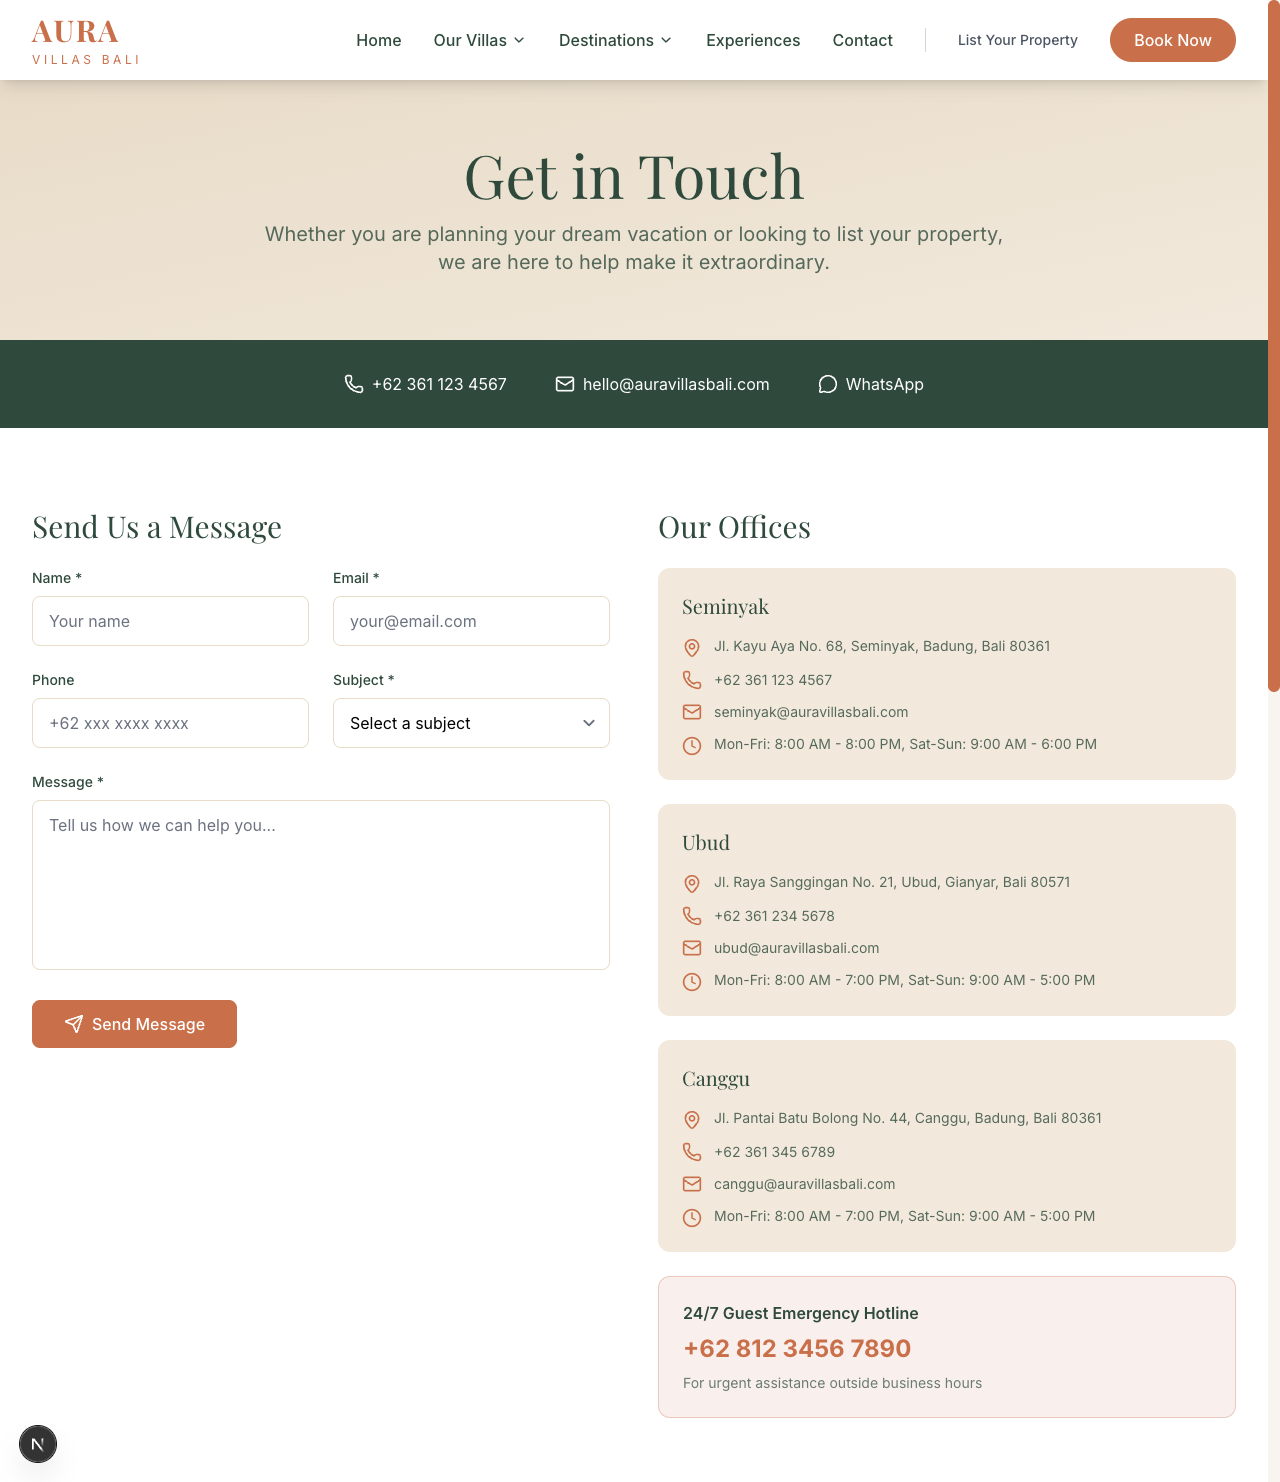 AURA
VILLAS BALI
Home
Our Villas
Destinations
Experiences
Contact
List Your Property
Book Now
Get in Touch
Whether you are planning your dream vacation or looking to list your property,
we are here to help make it extraordinary.
+62 361 123 4567
hello@auravillasbali.com
WhatsApp
Send Us a Message
Name *
Email *
Your name
your@email.com
Phone
Subject *
+62 xxx xxxx xxxx
Select a subject
Message *
Tell us how we can help you...
Send Message
Our Offices
Seminyak
Jl. Kayu Aya No. 68, Seminyak, Badung, Bali 80361
+62 361 123 4567
seminyak@auravillasbali.com
Mon-Fri: 8:00 AM - 8:00 PM, Sat-Sun: 9:00 AM - 6:00 PM
Ubud
Jl. Raya Sanggingan No. 21, Ubud, Gianyar, Bali 80571
+62 361 234 5678
ubud@auravillasbali.com
Mon-Fri: 8:00 AM - 7:00 PM, Sat-Sun: 9:00 AM - 5:00 PM
Canggu
Jl. Pantai Batu Bolong No. 44, Canggu, Badung, Bali 80361
+62 361 345 6789
canggu@auravillasbali.com
Mon-Fri: 8:00 AM - 7:00 PM, Sat-Sun: 9:00 AM - 5:00 PM
24/7 Guest Emergency Hotline
+62 812 3456 7890
For urgent assistance outside business hours
N